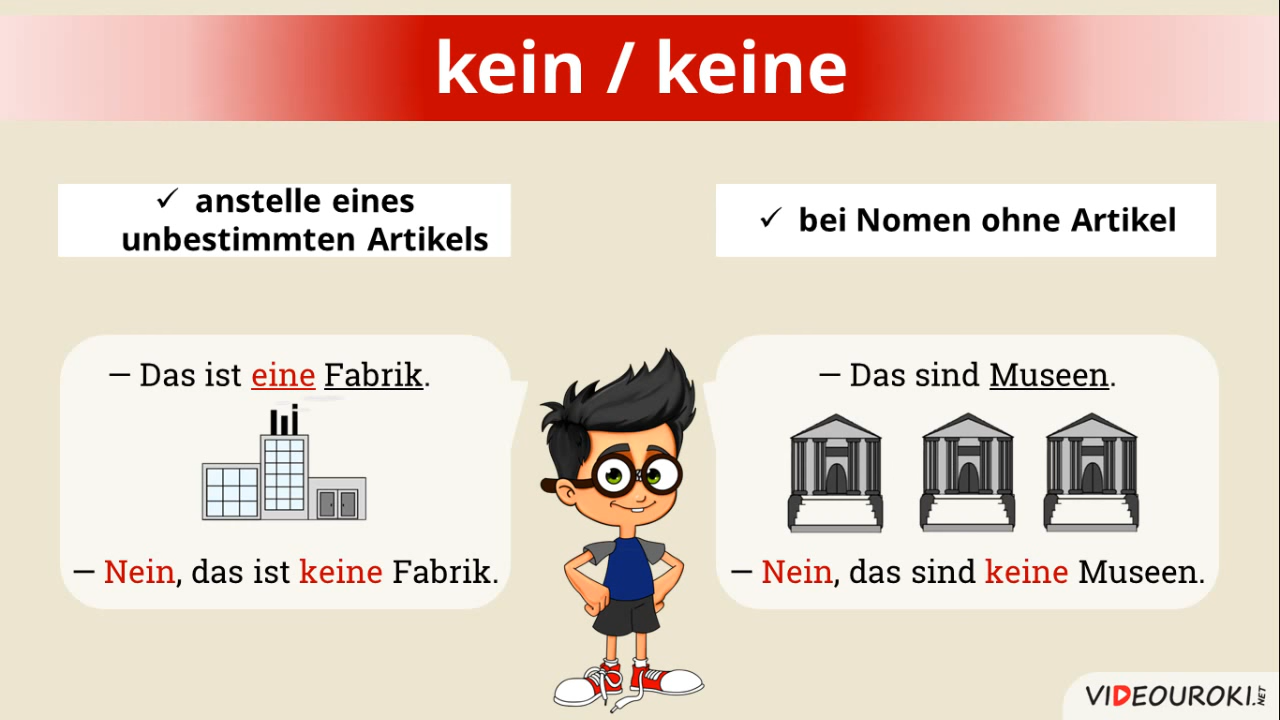 kein / keine
✓ anstelle eines
unbestimmten Artikels
✓ bei Nomen ohne Artikel
— Das ist eine Fabrik.
— Nein, das ist keine Fabrik.
— Das sind Museen.
— Nein, das sind keine Museen.
VIDEOUROKI.NET